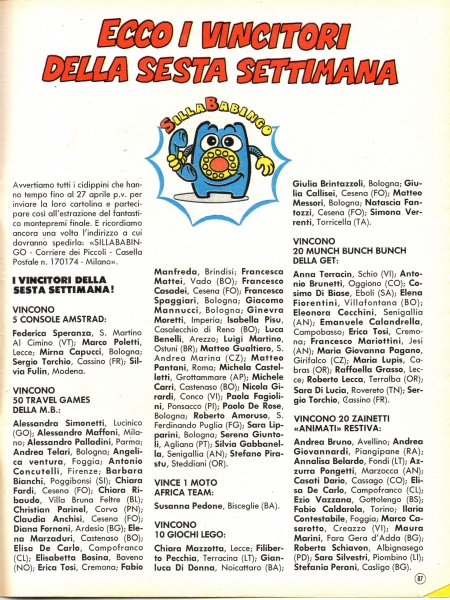 ECCO I VINCITORI
DELLA SESTA SETTIMANA
SILLABABINGO
Avvertiamo tutti i cidippini che han-
no tempo fino al 27 aprile p.v. per
inviare la loro cartolina e parteci-
pare così all'estrazione del fantasti-
co montepremi finale. E ricordiamo
ancora una volta l'indirizzo a cui
dovranno spedirla: «SILLABABIN-
GO - Corriere dei Piccoli - Casella
Postale n. 170174 - Milano».
I VINCITORI DELLA
SESTA SETTIMANA!
VINCONO
5 CONSOLE AMSTRAD:
Federica Speranza, S. Martino
Al Cimino (VT); Marco Poletti,
Lecce; Mirna Capucci, Bologna;
Sergio Torchio, Cassino (FR); Sil-
via Fulin, Modena.
VINCONO
50 TRAVEL GAMES
DELLA M.B.:
Alessandra Simonetti, Lucinico
(GO); Alessandro Maffoni, Mila-
no; Alessandro Palladini, Parma;
Andrea Telari, Bologna; Angeli-
ca ventura, Foggia; Antonio
Concutelli, Firenze; Barbara
Bianchi, Poggibonsi (SI); Chiara
Fardi, Cesena (FO); Chiara Ri-
baudo, Villa Bruna Feltre (BL);
Christian Parinel, Corva (PN);
Claudia Anchisi, Cesena (FO);
Diana Fornoni, Ardesio (BG); Ele-
na Marzaduri, Castenaso (BO);
Elisa De Carlo, Campofranco
(CL); Elisabetta Bosina, Baveno
(NO); Erica Tosi, Cremona; Fabio
Manfreda, Brindisi; Francesca
Mattei, Vado (BO); Francesco
Casadei, Cesena (FO); Francesco
Spaggiari, Bologna; Giacomo
Mannucci, Bologna; Ginevra
Moretti, Imperia; Isabella Pisu,
Casalecchio di Reno (BO); Luca
Benelli, Arezzo; Luigi Martino,
Ostuni (BR); Matteo Gualtiero, S.
Andrea Marina (CZ); Matteo
Pantani, Roma; Michela Castel-
letti, Grottammare (AP); Michele
Carri, Castenaso (BO); Nicola Gi-
rardi, Conco (VI); Paola Fagioli-
ni, Ponsacco (PI); Paolo De Rose,
Bologna; Roberto Amoruso, S.
Ferdinando Puglia (FG); Sara Lip-
parini, Bologna; Serena Giunto-
li, Agliana (PT); Silvia Gabbanel-
la, Senigallia (AN); Stefano Pira-
stu, Steddiani (OR).
VINCE 1 MOTO
AFRICA TEAM:
Susanna Pedone, Bisceglie (BA).
VINCONO
10 GIOCHI LEGO:
Chiara Mazzotta, Lecce; Filiber-
to Pecchia, Terracina (LT); Gian-
luca Di Donna, Noicattaro (BA);
Giulia Brintazzoli, Bologna; Giu-
lia Callisei, Cesena (FO); Matteo
Messori, Bologna; Natascia Fan-
tozzi, Cesena (FO); Simona Ver-
renti, Torricella (TA).
VINCONO
20 MUNCH BUNCH BUNCH
DELLA GET:
Anna Terracin, Schio (VI); Anto-
nio Brunetti, Oggiono (CO); Co-
simo Di Biase, Eboli (SA); Elena
Fiorentini, Villafontana (BO);
Eleonora Cecchini, Senigallia
(AN); Emanuele Calandrella,
Campobasso; Erica Tosi, Cremo-
na; Francesco Mariottini, Jesi
(AN); Maria Giovanna Pagano,
Girifalco (CZ); Maria Lupis, Ca-
bras (OR); Raffaella Grasso, Lec-
ce; Roberto Lecca, Terralba (OR);
Sara Di Lucia, Rovereto (TN); Ser-
gio Torchio, Cassino (FR).
VINCONO 20 ZAINETTI
«ANIMATI» RESTIVA:
Andrea Bruno, Avellino; Andrea
Giovannardi, Piangipane (RA);
Annalisa Belardo, Fondi (LT); Az-
zurra Pongetti, Marzocca (AN);
Casati Dario, Cassago (CO); Eli-
sa De Carlo, Campofranco (CL);
Ezio Vazzana, Gottolengo (BS);
Fabio Caldarola, Torino; Ilaria
Contestabile, Foggia; Marco Ca-
sarotto, Creazzo (VI); Maura
Marini, Fara Gera d'Adda (BG);
Roberta Schiavon, Albignasego
(PD); Sara Silvestri, Piombino (LI);
Stefania Perani, Casligo (BG).
87